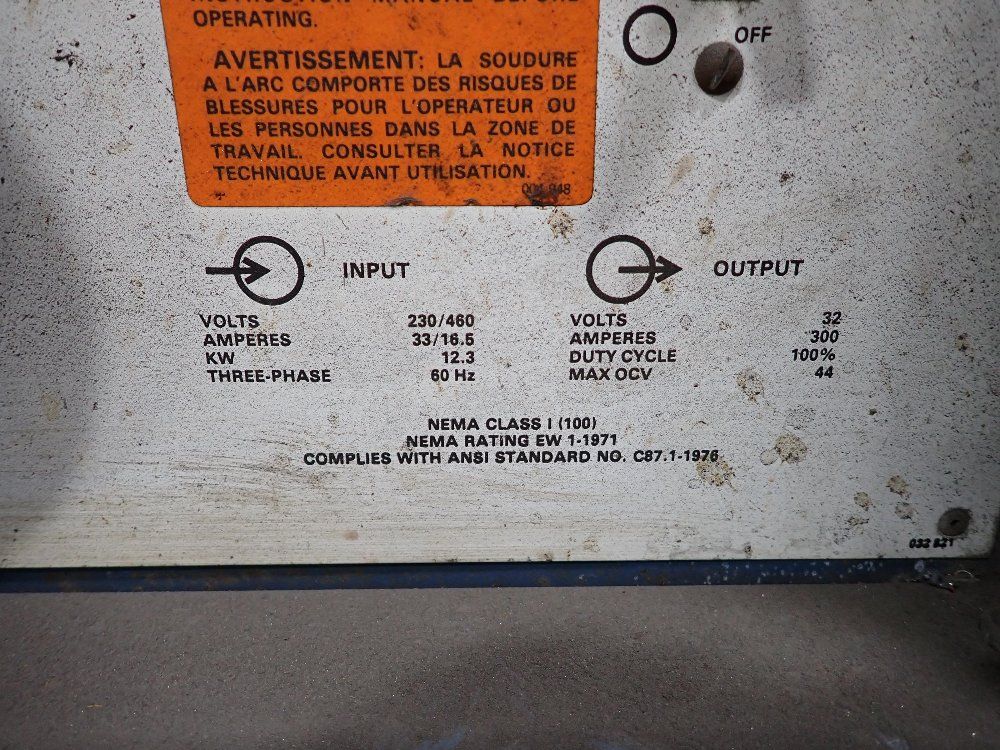 INSTRUCTION MANUAL BEFORE
OPERATING.
AVERTISSEMENT: LA SOUDURE
A L'ARC COMPORTE DES RISQUES DE
BLESSURES POUR L'OPERATEUR OU
LES PERSONNES DANS LA ZONE DE
TRAVAIL. CONSULTER LA NOTICE
TECHNIQUE AVANT UTILISATION.
OFF
INPUT
VOLTS 230/460
AMPERES 33/16.5
KW 12.3
THREE-PHASE 60 Hz
OUTPUT
VOLTS 32
AMPERES 300
DUTY CYCLE 100%
MAX OCV 44
NEMA CLASS I (100)
NEMA RATING EW 1-1971
COMPLIES WITH ANSI STANDARD NO. C87.1-1976